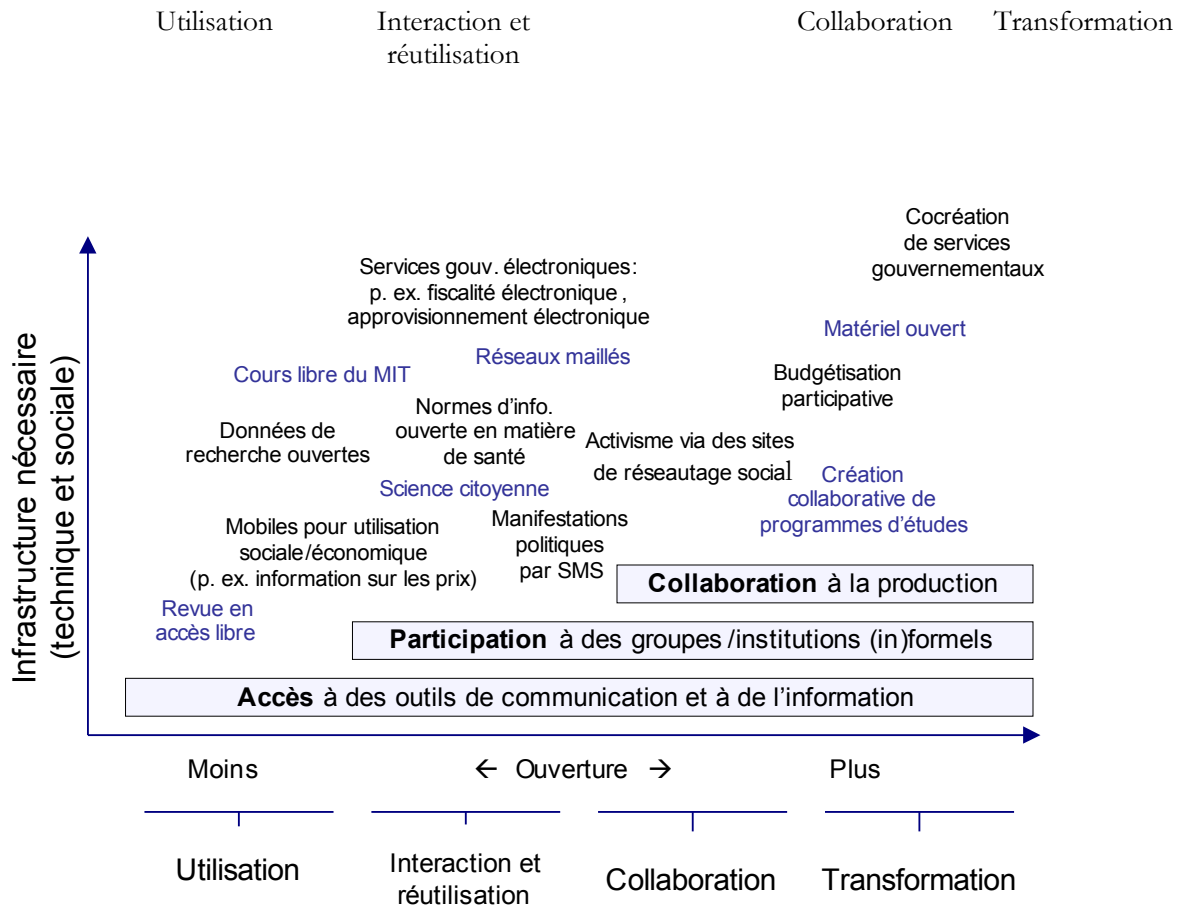 Utilisation
Interaction et
réutilisation
Collaboration
Transformation
Infrastructure nécessaire
(technique et sociale)
Cocréation
de services
gouvernementaux
Services gouv. électroniques:
p. ex. fiscalité électronique ,
approvisionnement électronique
Matériel ouvert
Réseaux maillés
Cours libre du MIT
Budgétisation
participative
Normes d'info.
ouverte en matière
de santé
Données de
recherche ouvertes
Activisme via des sites
de réseautage social
Science citoyenne
Création
collaborative de
programmes d'études
Mobiles pour utilisation
sociale/économique
(p. ex. information sur les prix)
Manifestations
politiques
par SMS
Collaboration à la production
Revue en
accès libre
Participation à des groupes /institutions (in)formels
Accès à des outils de communication et à de l'information
Moins
← Ouverture →
Plus
Utilisation
Interaction et
réutilisation
Collaboration
Transformation